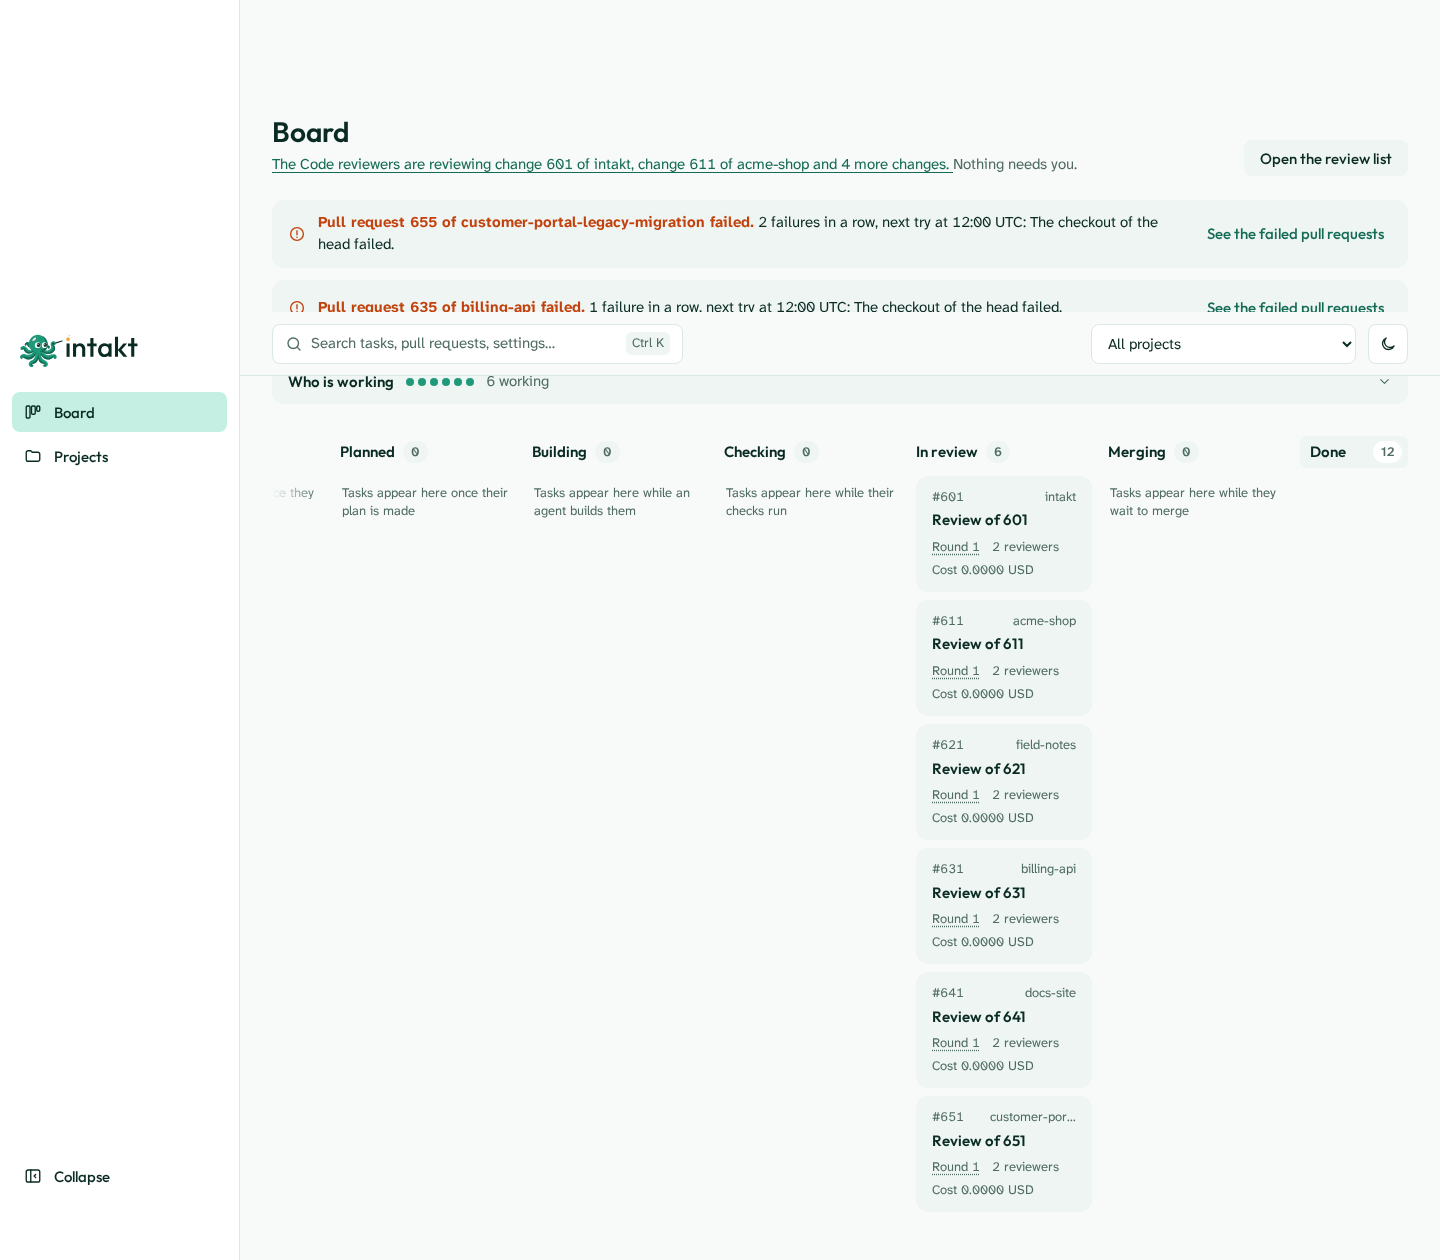 Board
The Code reviewers are reviewing change 601 of intakt, change 611 of acme-shop and 4 more changes. Nothing needs you.
Open the review list
Pull request 655 of customer-portal-legacy-migration failed. 2 failures in a row, next try at 12:00 UTC: The checkout of the
head failed.
See the failed pull requests
Pull request 635 of billing-api failed. 1 failure in a row, next try at 12:00 UTC: The checkout of the head failed.
See the failed pull requests
intakt
Search tasks, pull requests, settings...
Ctrl K
All projects
Who is working
6 working
Board
Projects
Planned 0
Building 0
Checking 0
In review 6
Merging 0
Done 12
ce they
Tasks appear here once their
plan is made
Tasks appear here while an
agent builds them
Tasks appear here while their
checks run
#601 intakt
Review of 601
Round 1 2 reviewers
Cost 0.0000 USD
Tasks appear here while they
wait to merge
#611 acme-shop
Review of 611
Round 1 2 reviewers
Cost 0.0000 USD
#621 field-notes
Review of 621
Round 1 2 reviewers
Cost 0.0000 USD
#631 billing-api
Review of 631
Round 1 2 reviewers
Cost 0.0000 USD
#641 docs-site
Review of 641
Round 1 2 reviewers
Cost 0.0000 USD
#651 customer-por...
Review of 651
Round 1 2 reviewers
Cost 0.0000 USD
Collapse